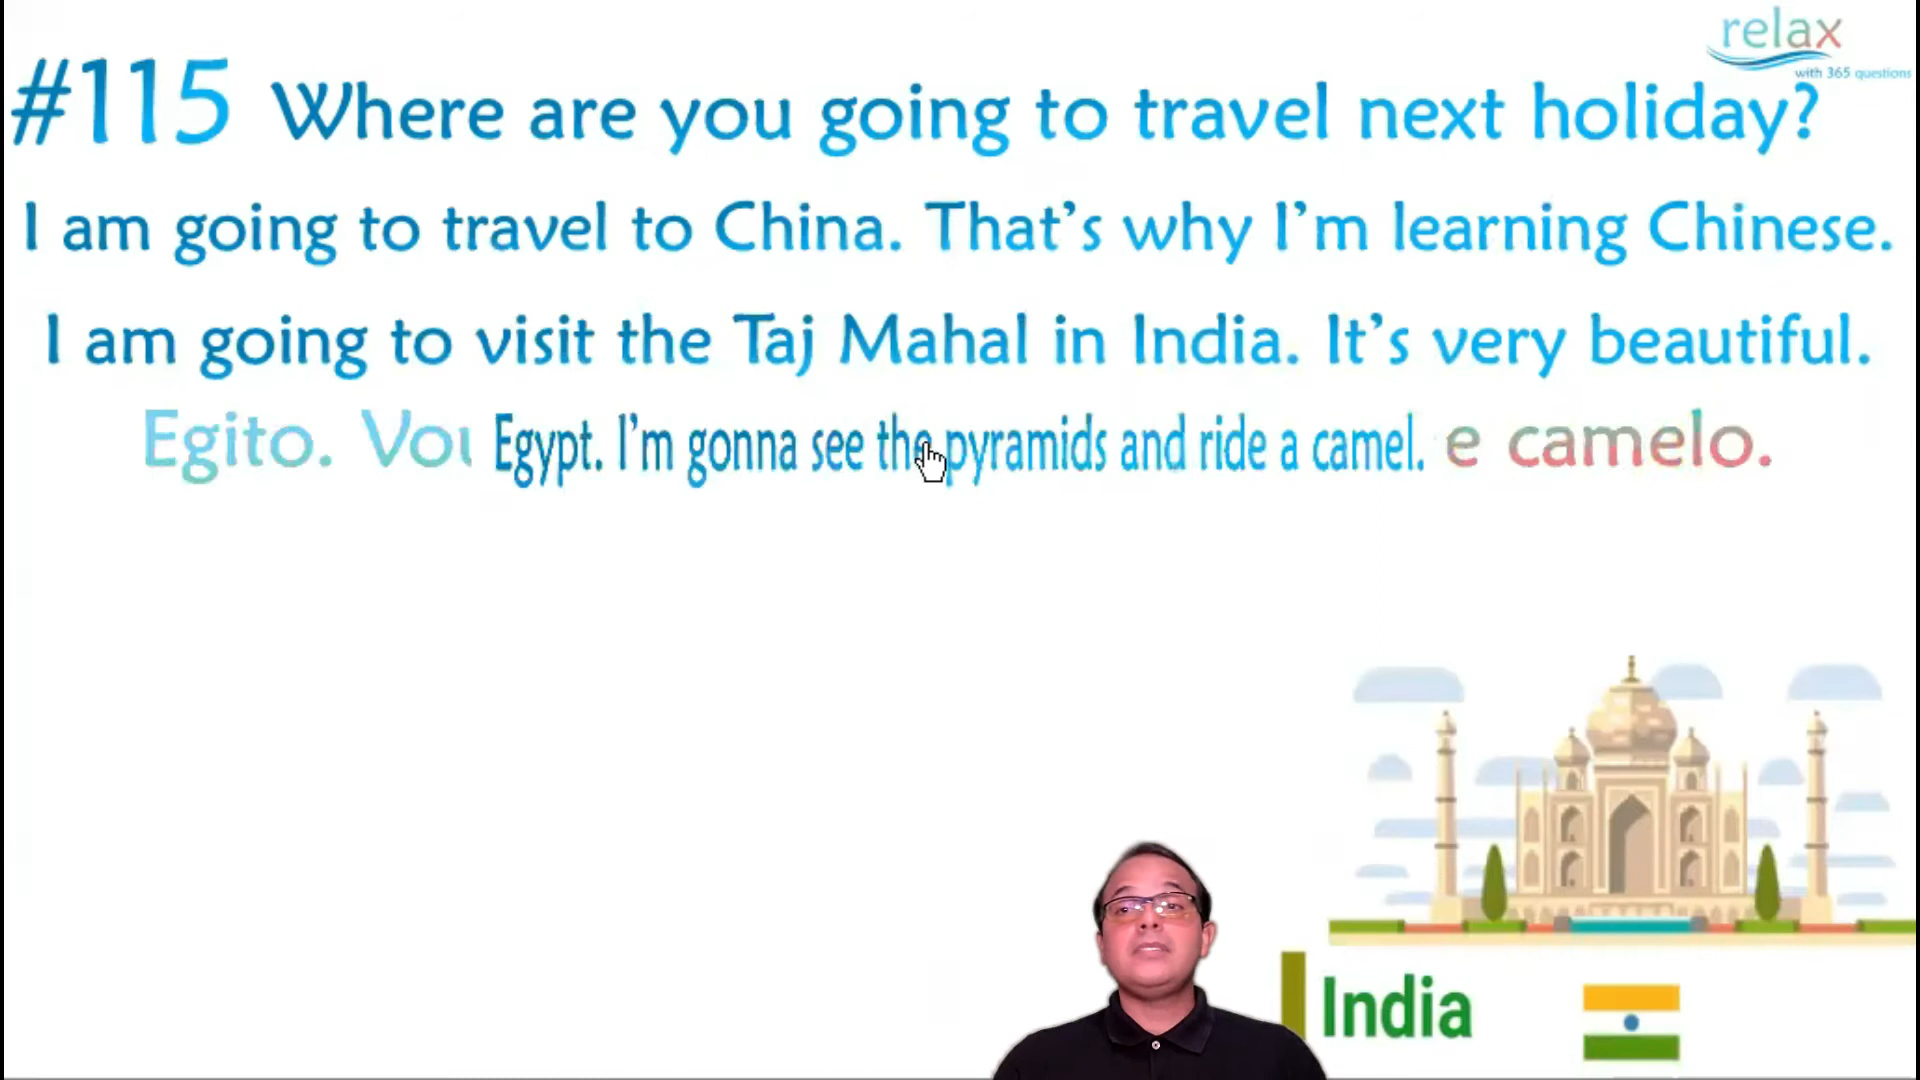 relax
with 365 questions
#115 Where are you going to travel next holiday?
I am going to travel to China. That's why I'm learning Chinese.
I am going to visit the Taj Mahal in India. It's very beautiful.
Egito. Egypt. I'm gonna see the pyramids and ride a camel. e camelo.
India